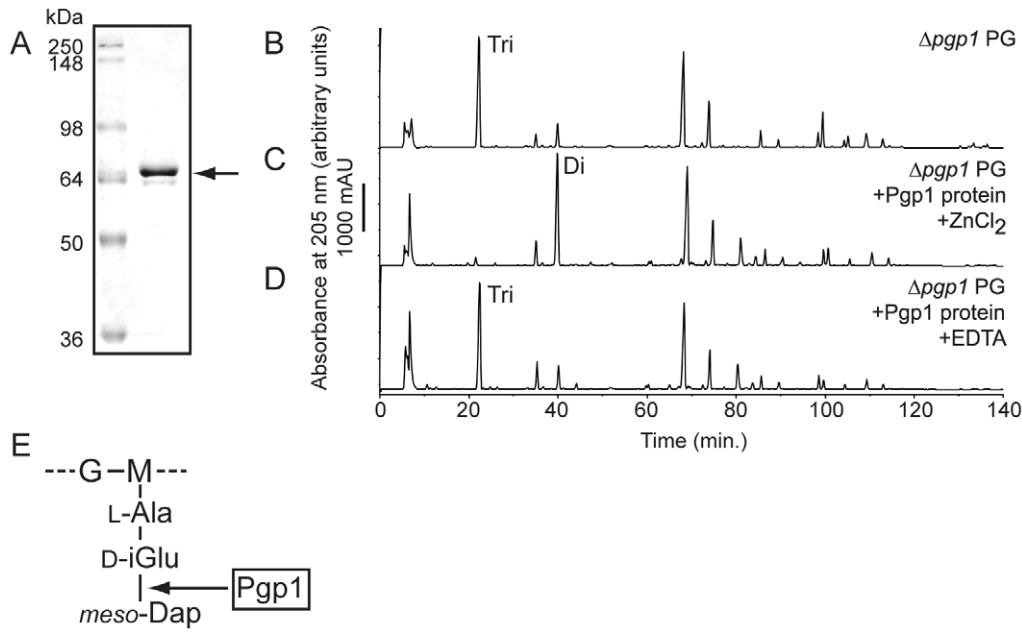 A
kDa
250
148
98
64
50
36
B
Tri
Δpgp1 PG
C
Di
Δpgp1 PG
+Pgp1 protein
+ZnCl2
D
Tri
Δpgp1 PG
+Pgp1 protein
+EDTA
Absorbance at 205 nm (arbitrary units)
1000 mAU
0 20 40 60 80 100 120 140
Time (min.)
E
---G–M---
L-Ala
D-iGlu
Pgp1
meso-Dap